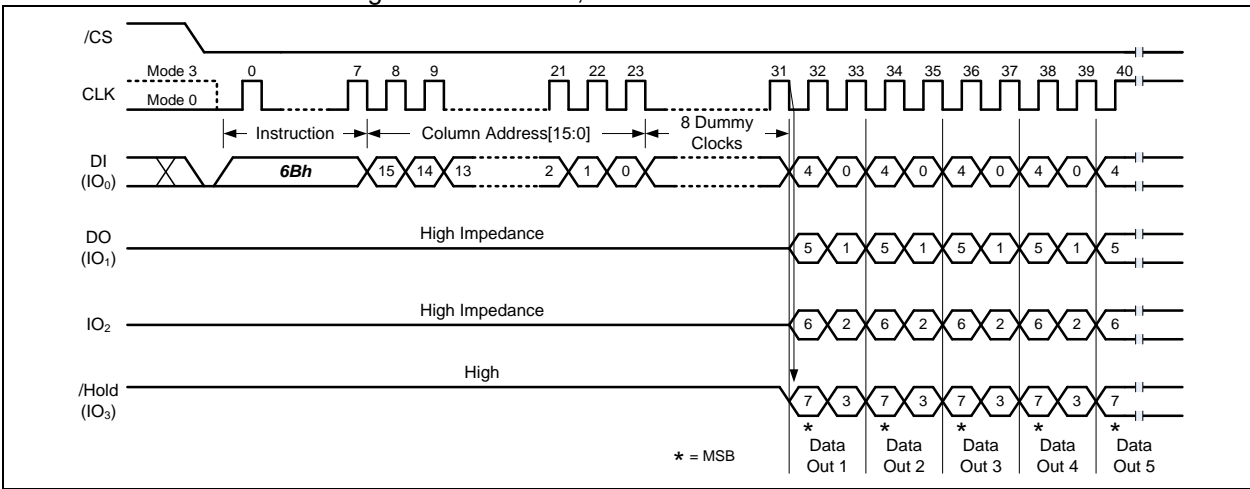 /CS
Mode 3 0 7 8 9 21 22 23 31 32 33 34 35 36 37 38 39 40
CLK
Mode 0
Instruction Column Address[15:0] 8 Dummy
Clocks
DI
(IO₀) 6Bh 15 14 13 2 1 0 4 0 4 0 4 0 4 0 4
High Impedance
DO
(IO₁) 5 1 5 1 5 1 5 1 5
High Impedance
IO₂ 6 2 6 2 6 2 6 2 6
High
/Hold
(IO₃) 7 3 7 3 7 3 7 3 7
* * * * *
* = MSB
Data Data Data Data Data
Out 1 Out 2 Out 3 Out 4 Out 5